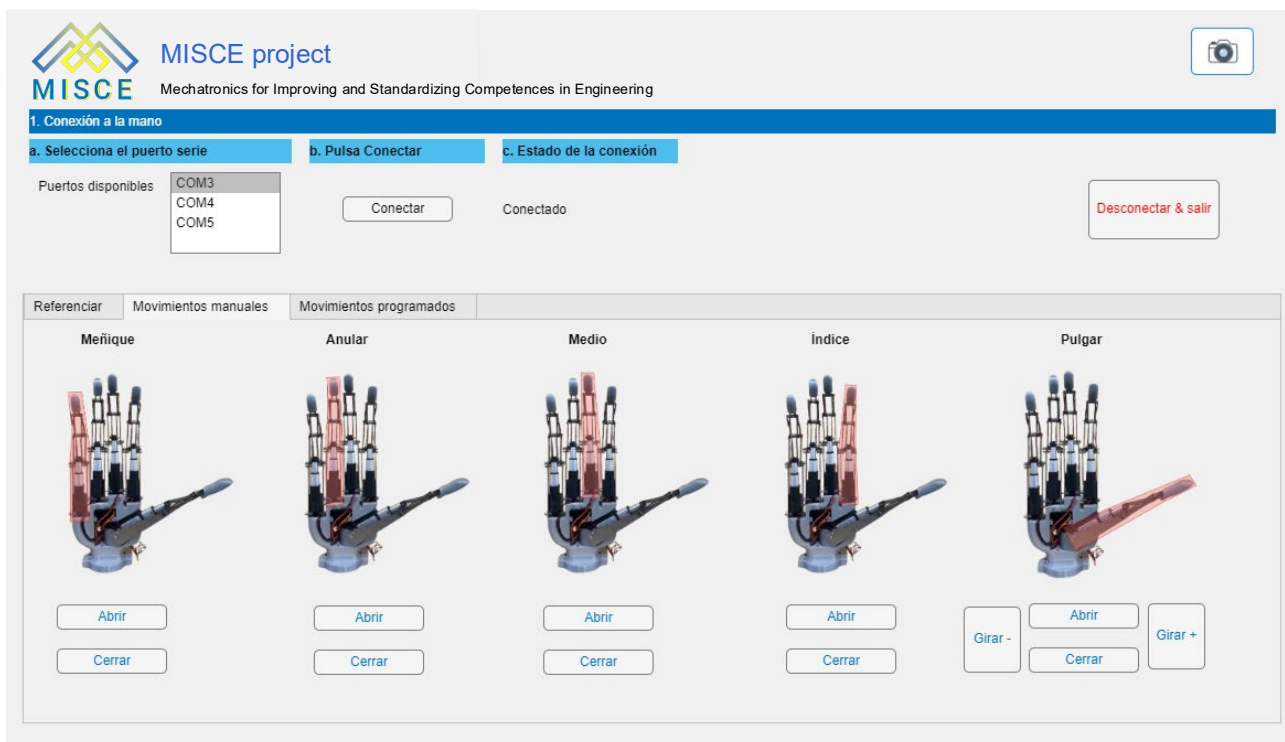 MISCE project
MISCE
Mechatronics for Improving and Standardizing Competences in Engineering
1. Conexión a la mano
a. Selecciona el puerto serie
b. Pulsa Conectar
c. Estado de la conexión
Puertos disponibles
COM3
COM4
COM5
Conectar
Conectado
Desconectar & salir
Referenciar
Movimientos manuales
Movimientos programados
Meñique
Anular
Medio
Índice
Pulgar
Abrir
Cerrar
Abrir
Cerrar
Abrir
Cerrar
Abrir
Cerrar
Girar -
Abrir
Cerrar
Girar +